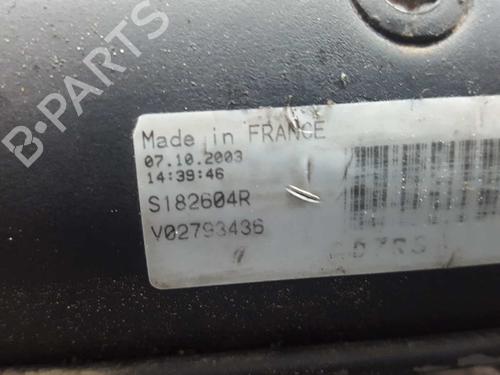 B-PARTS
Made in FRANCE
07.10.2003
14:39:46
S182604R
V02793436